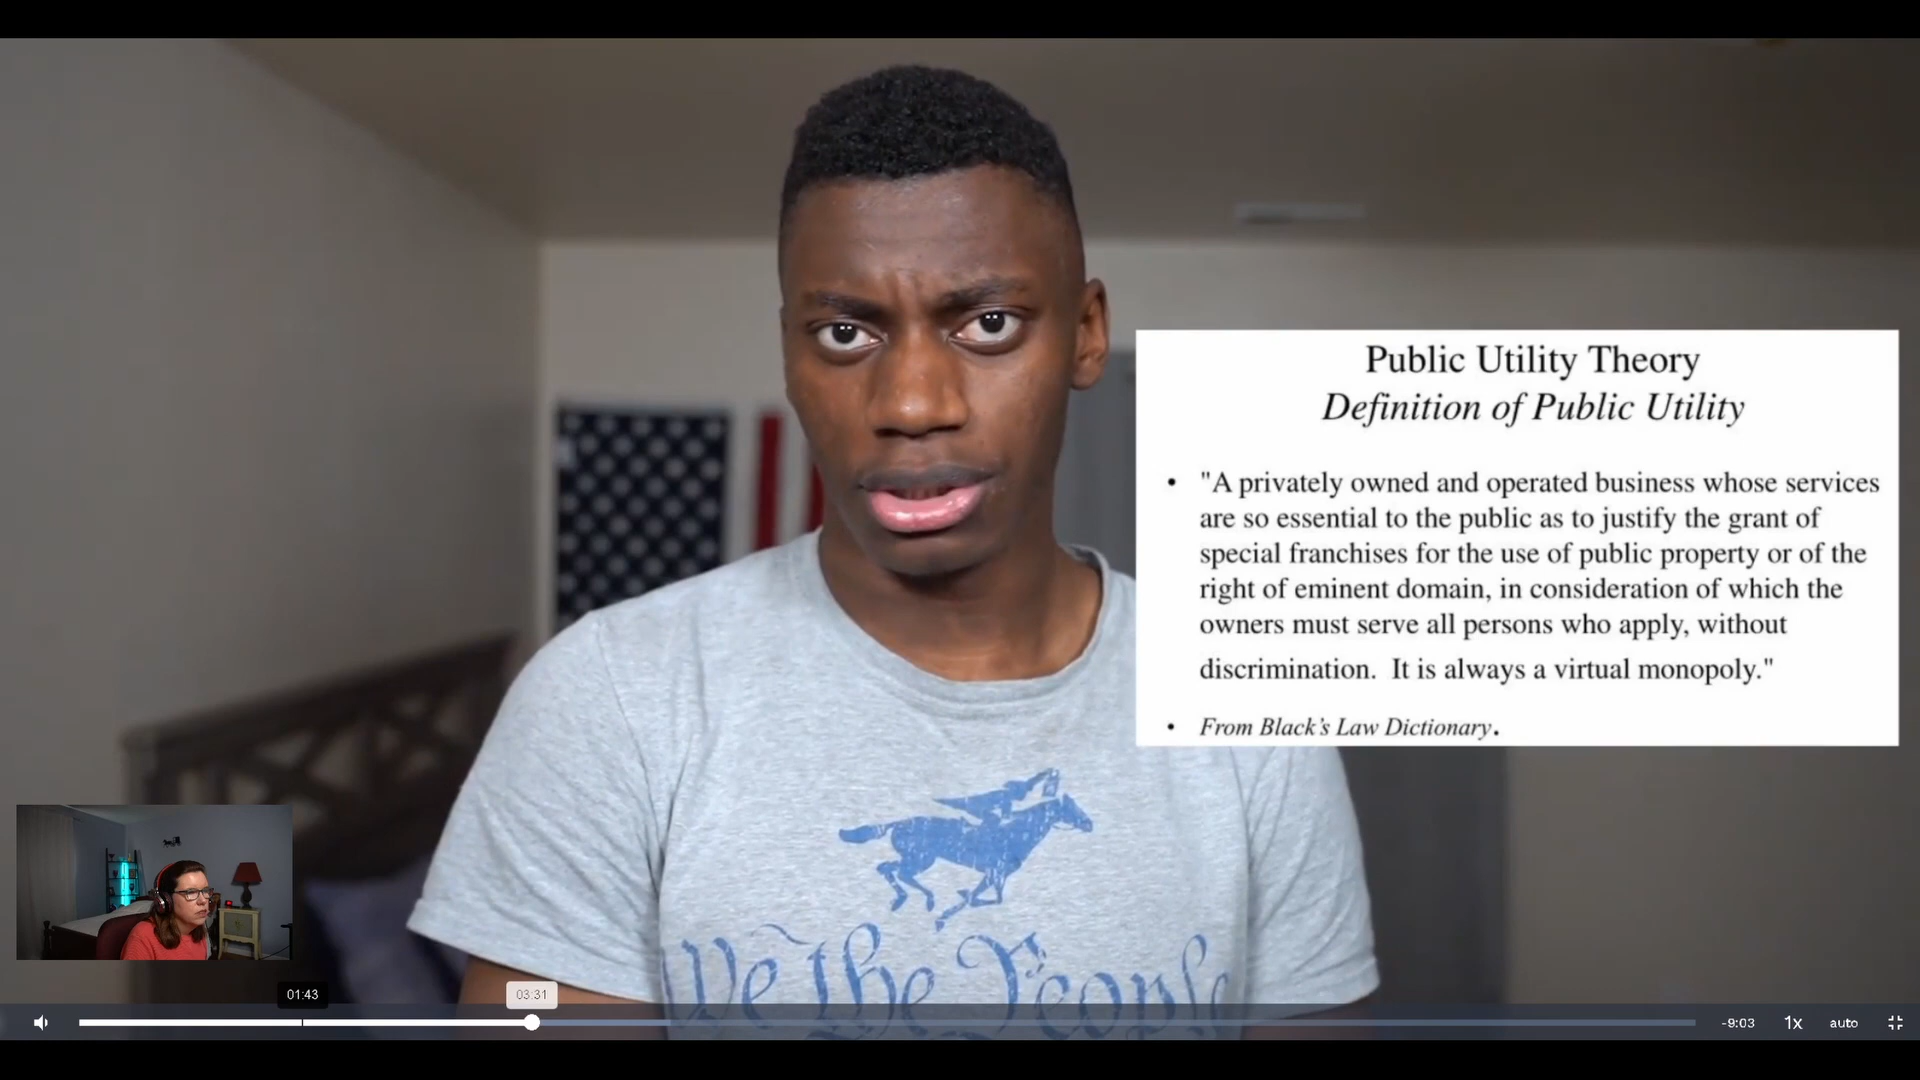 Public Utility Theory
Definition of Public Utility
• "A privately owned and operated business whose services
are so essential to the public as to justify the grant of
special franchises for the use of public property or of the
right of eminent domain, in consideration of which the
owners must serve all persons who apply, without
discrimination. It is always a virtual monopoly."
• From Black's Law Dictionary.
We the People
01:43
03:31
-9:03
1x
auto